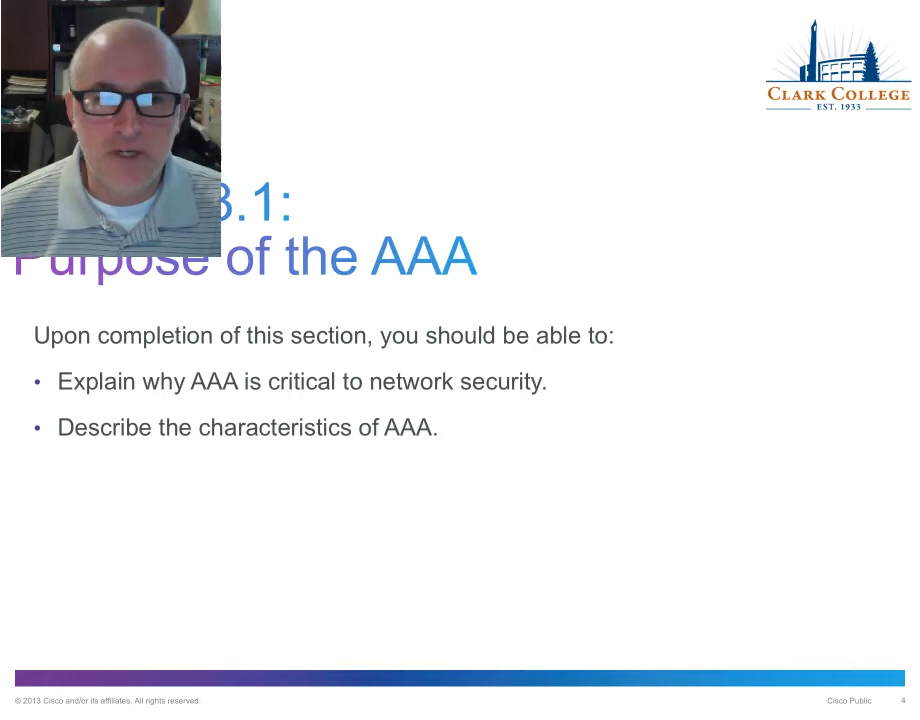 CLARK COLLEGE
EST. 1933
3.1:
Purpose of the AAA
Upon completion of this section, you should be able to:
• Explain why AAA is critical to network security.
• Describe the characteristics of AAA.
© 2013 Cisco and/or its affiliates. All rights reserved.
Cisco Public
4